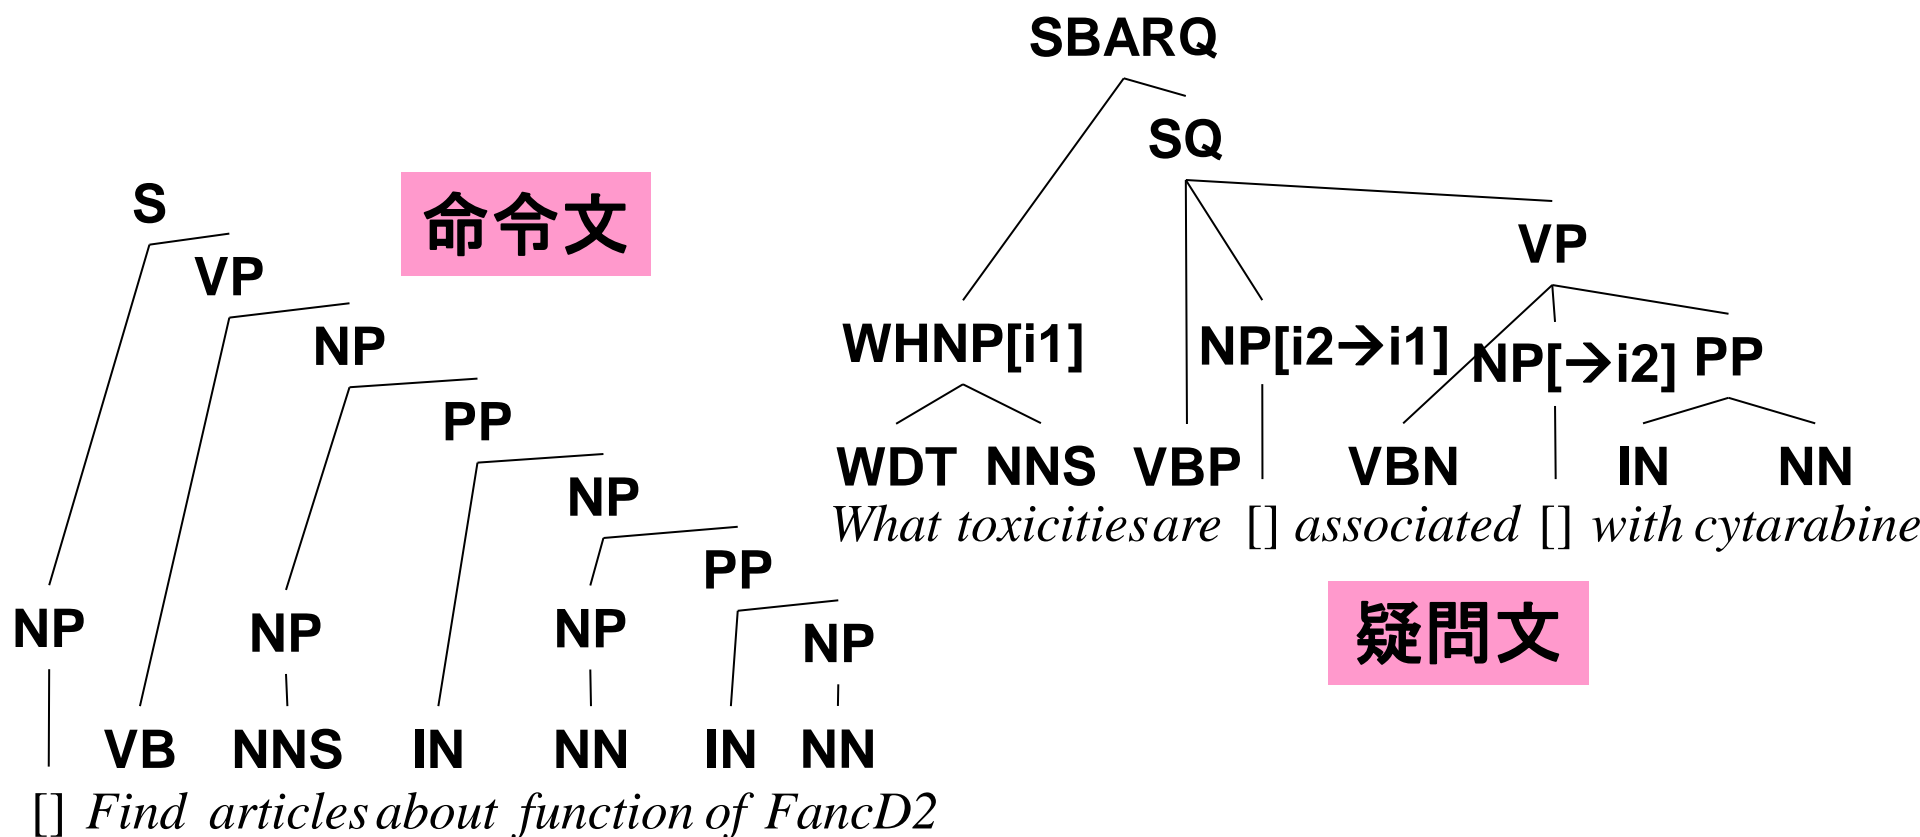 S
命令文
VP
NP
PP
NP
PP
NP NP NP NP
VB NNS IN NN IN NN
[] Find articles about function of FancD2
SBARQ
SQ
VP
WHNP[i1] NP[i2→i1] NP[→i2] PP
WDT NNS VBP VBN IN NN
What toxicities are [] associated [] with cytarabine
疑問文